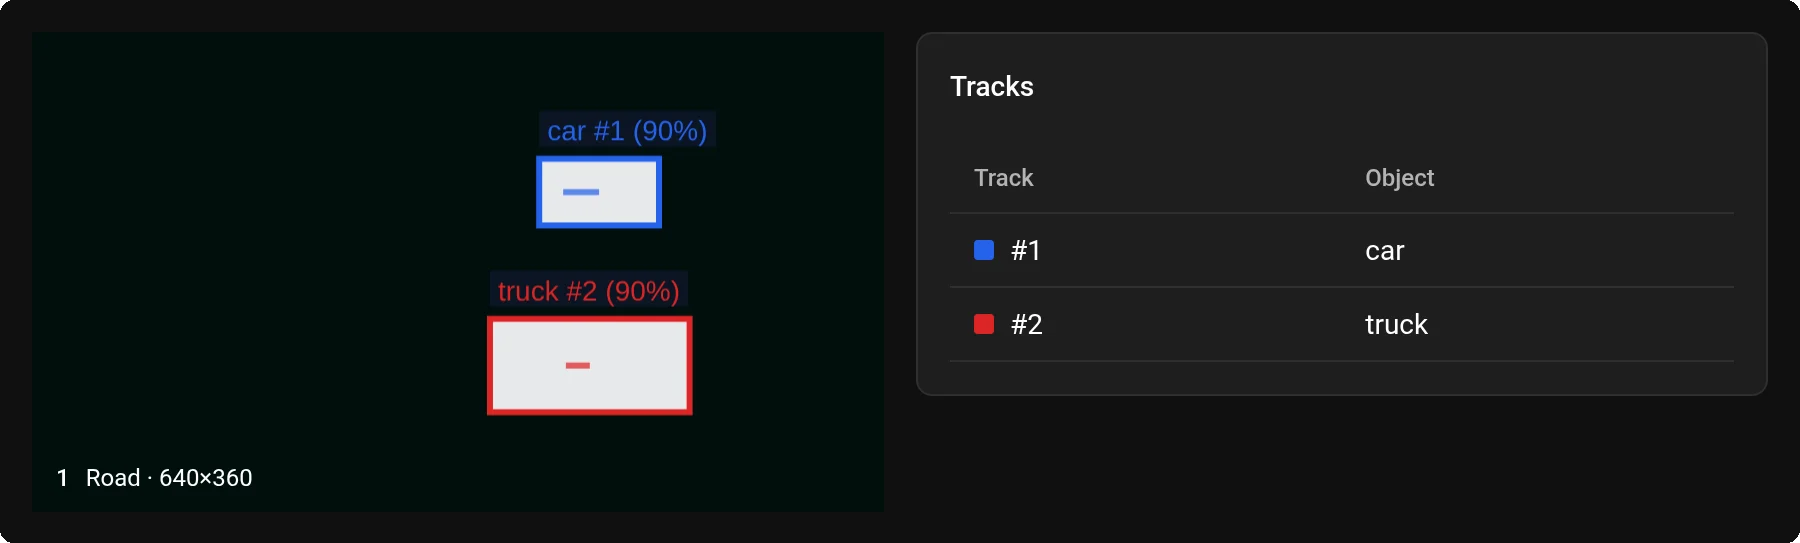 car #1 (90%)
truck #2 (90%)
1 Road · 640×360
Tracks
Track Object
#1 car
#2 truck